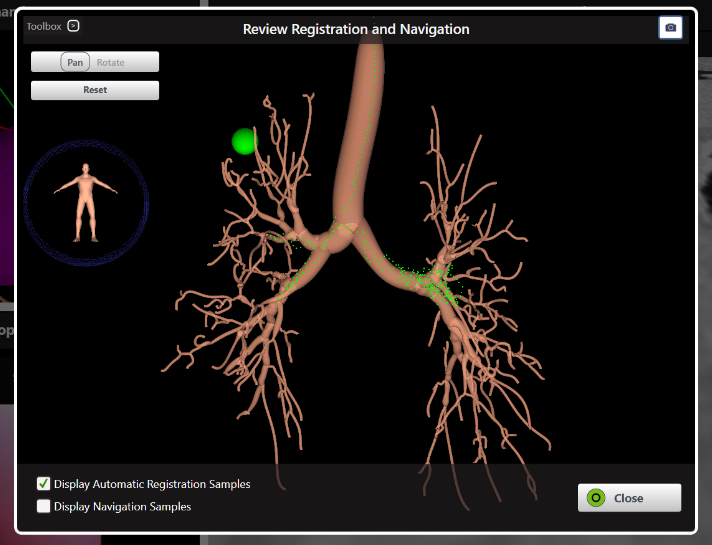 Review Registration and Navigation
Toolbox
Pan Rotate
Reset
Display Automatic Registration Samples
Display Navigation Samples
Close